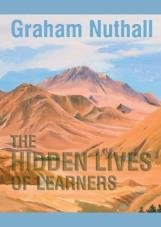 Graham Nuthall
THE
HIDDEN LIVES
OF LEARNERS